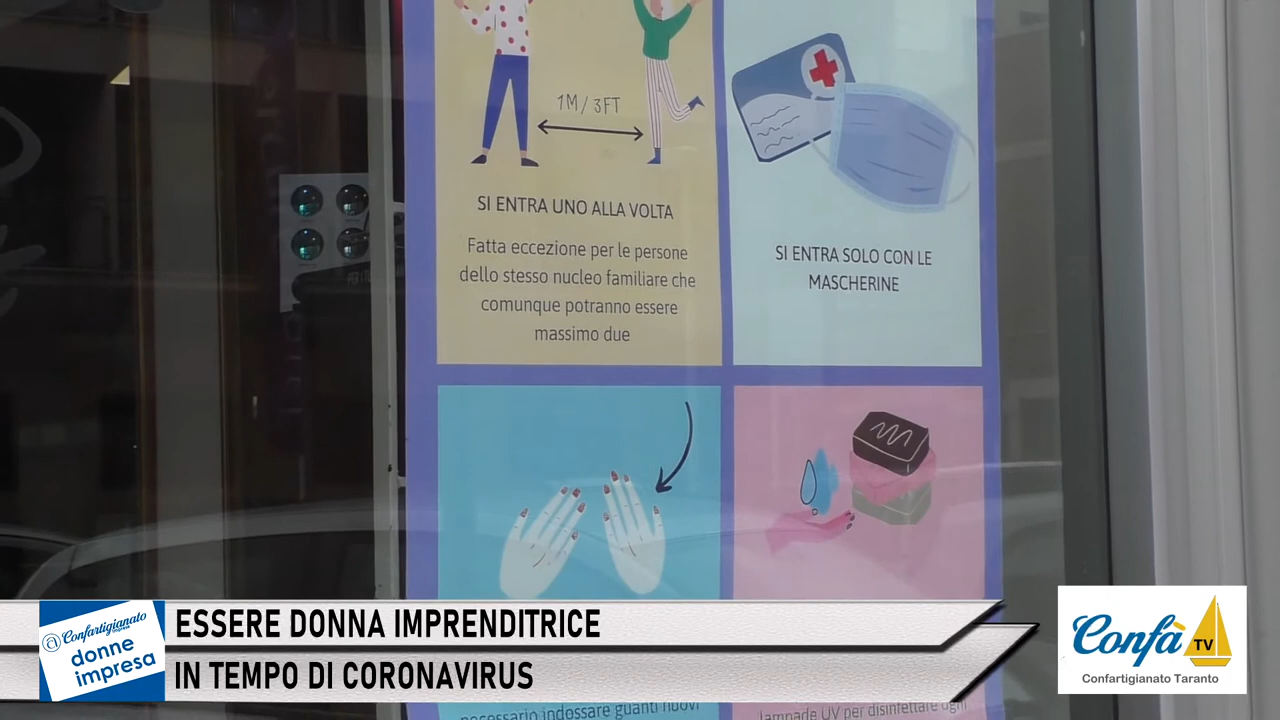 1M / 3FT
SI ENTRA UNO ALLA VOLTA
Fatta eccezione per le persone
dello stesso nucleo familiare che
comunque potranno essere
massimo due
SI ENTRA SOLO CON LE
MASCHERINE
necessario indossare guanti nuovi
lampade UV per disinfettare ogni
Confartigianato
imprese
donne
impresa
ESSERE DONNA IMPRENDITRICE
IN TEMPO DI CORONAVIRUS
Confà TV
Confartigianato Taranto